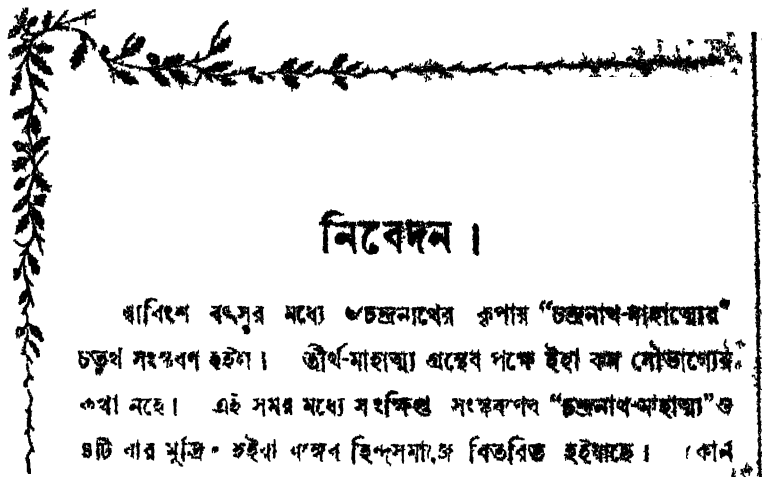 নিবেদন।
দ্বাবিংশ বৎসর মধ্যে ৺চন্দ্রনাথের কৃপায় “চন্দ্রনাথ-মাহাত্ম্যের”
চতুর্থ সংস্করণ হইল। তীর্থ-মাহাত্ম্য গ্রন্থের পক্ষে ইহা কম সৌভাগ্যের
কথা নহে। এই সময় মধ্যে সংক্ষিপ্ত সংস্করণের “চন্দ্রনাথ-মাহাত্ম্য”ও
৪টি বার মুদ্রিত হইয়া হিন্দুসমাজে বিতরিত হইয়াছে। কোন